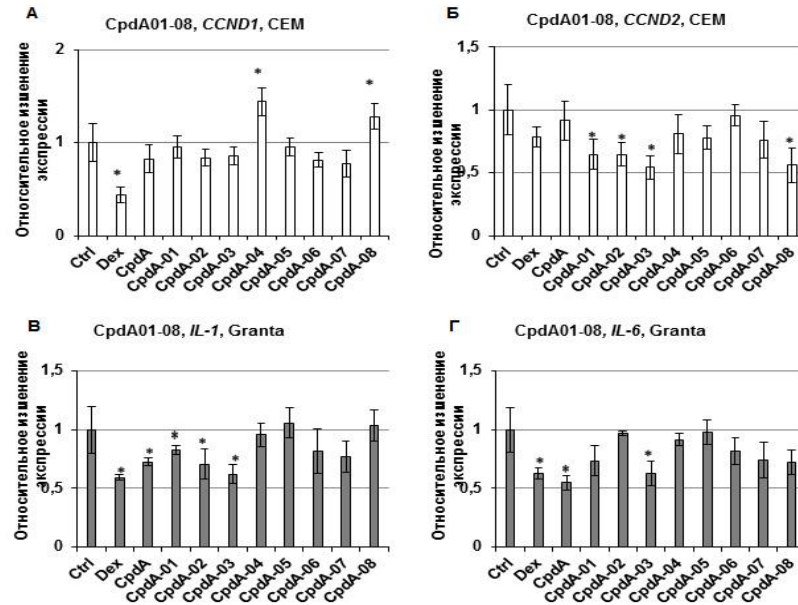 А
CpdA01-08, CCND1, CEM
Отногсительное изменение
экспрессии
2
1
0
*
*
*
Ctrl
Dex
CpdA
CpdA-01
CpdA-02
CpdA-03
CpdA-04
CpdA-05
CpdA-06
CpdA-07
CpdA-08
Б
CpdA01-08, CCND2, CEM
Относительное изменение
экспрессии
1,5
1
0,5
0
*
*
*
*
Ctrl
Dex
CpdA
CpdA-01
CpdA-02
CpdA-03
CpdA-04
CpdA-05
CpdA-06
CpdA-07
CpdA-08
В
CpdA01-08, IL-1, Granta
Относительное изменение
экспрессии
1,5
1
0,5
0
*
*
*
*
*
Ctrl
Dex
CpdA
CpdA-01
CpdA-02
CpdA-03
CpdA-04
CpdA-05
CpdA-06
CpdA-07
CpdA-08
Г
CpdA01-08, IL-6, Granta
Относительное изменение
экспрессии
1,5
1
0,5
0
*
*
*
Ctrl
Dex
CpdA
CpdA-01
CpdA-02
CpdA-03
CpdA-04
CpdA-05
CpdA-06
CpdA-07
CpdA-08